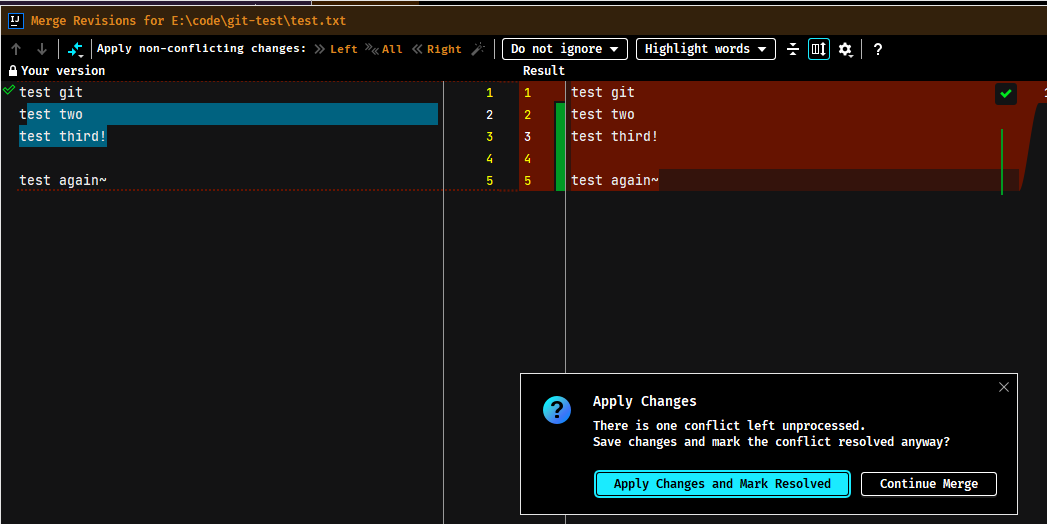 IJ Merge Revisions for E:\code\git-test\test.txt
Apply non-conflicting changes: Left All Right Do not ignore Highlight words ?
Your version Result
test git 1 1 test git 1
test two 2 2 test two
test third! 3 3 test third!
4 4
test again~ 5 5 test again~
Apply Changes
There is one conflict left unprocessed.
Save changes and mark the conflict resolved anyway?
Apply Changes and Mark Resolved Continue Merge